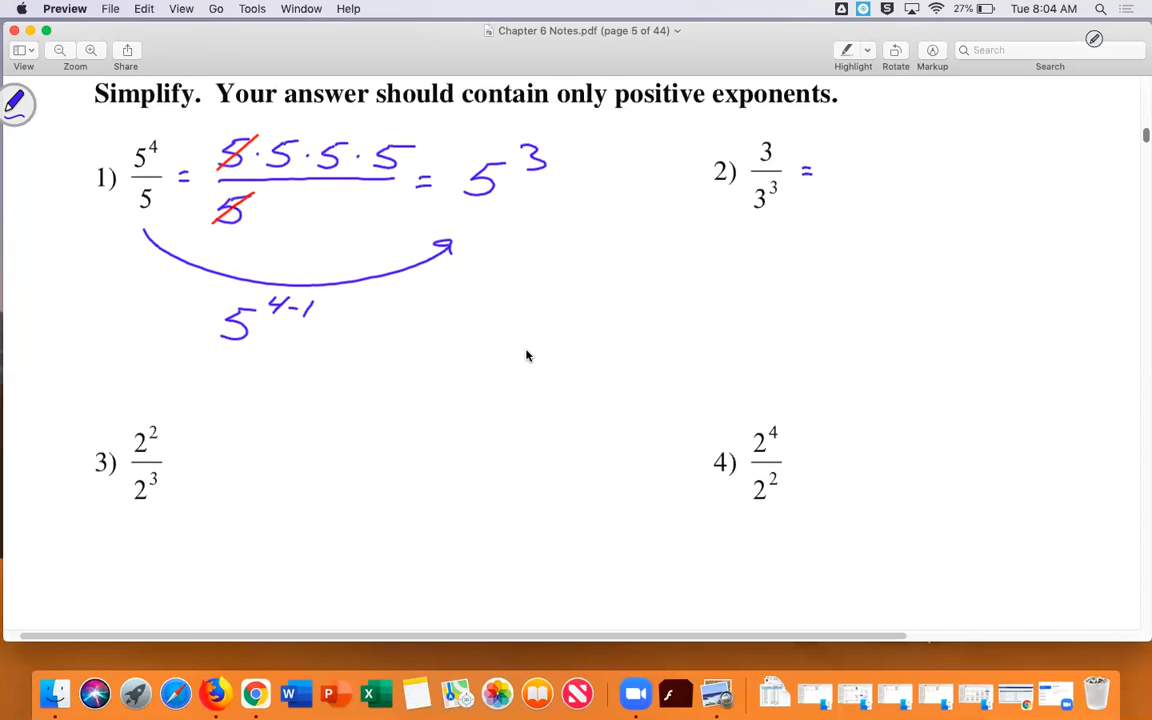 Preview File Edit View Go Tools Window Help 27% Tue 8:04 AM
Chapter 6 Notes.pdf (page 5 of 44)
View Zoom Share Highlight Rotate Markup Search
Search
Simplify. Your answer should contain only positive exponents.
1) 5^4/5 = 5·5·5·5/5 = 5^3
5^(4-1)
2) 3/3^3 =
3) 2^2/2^3
4) 2^4/2^2